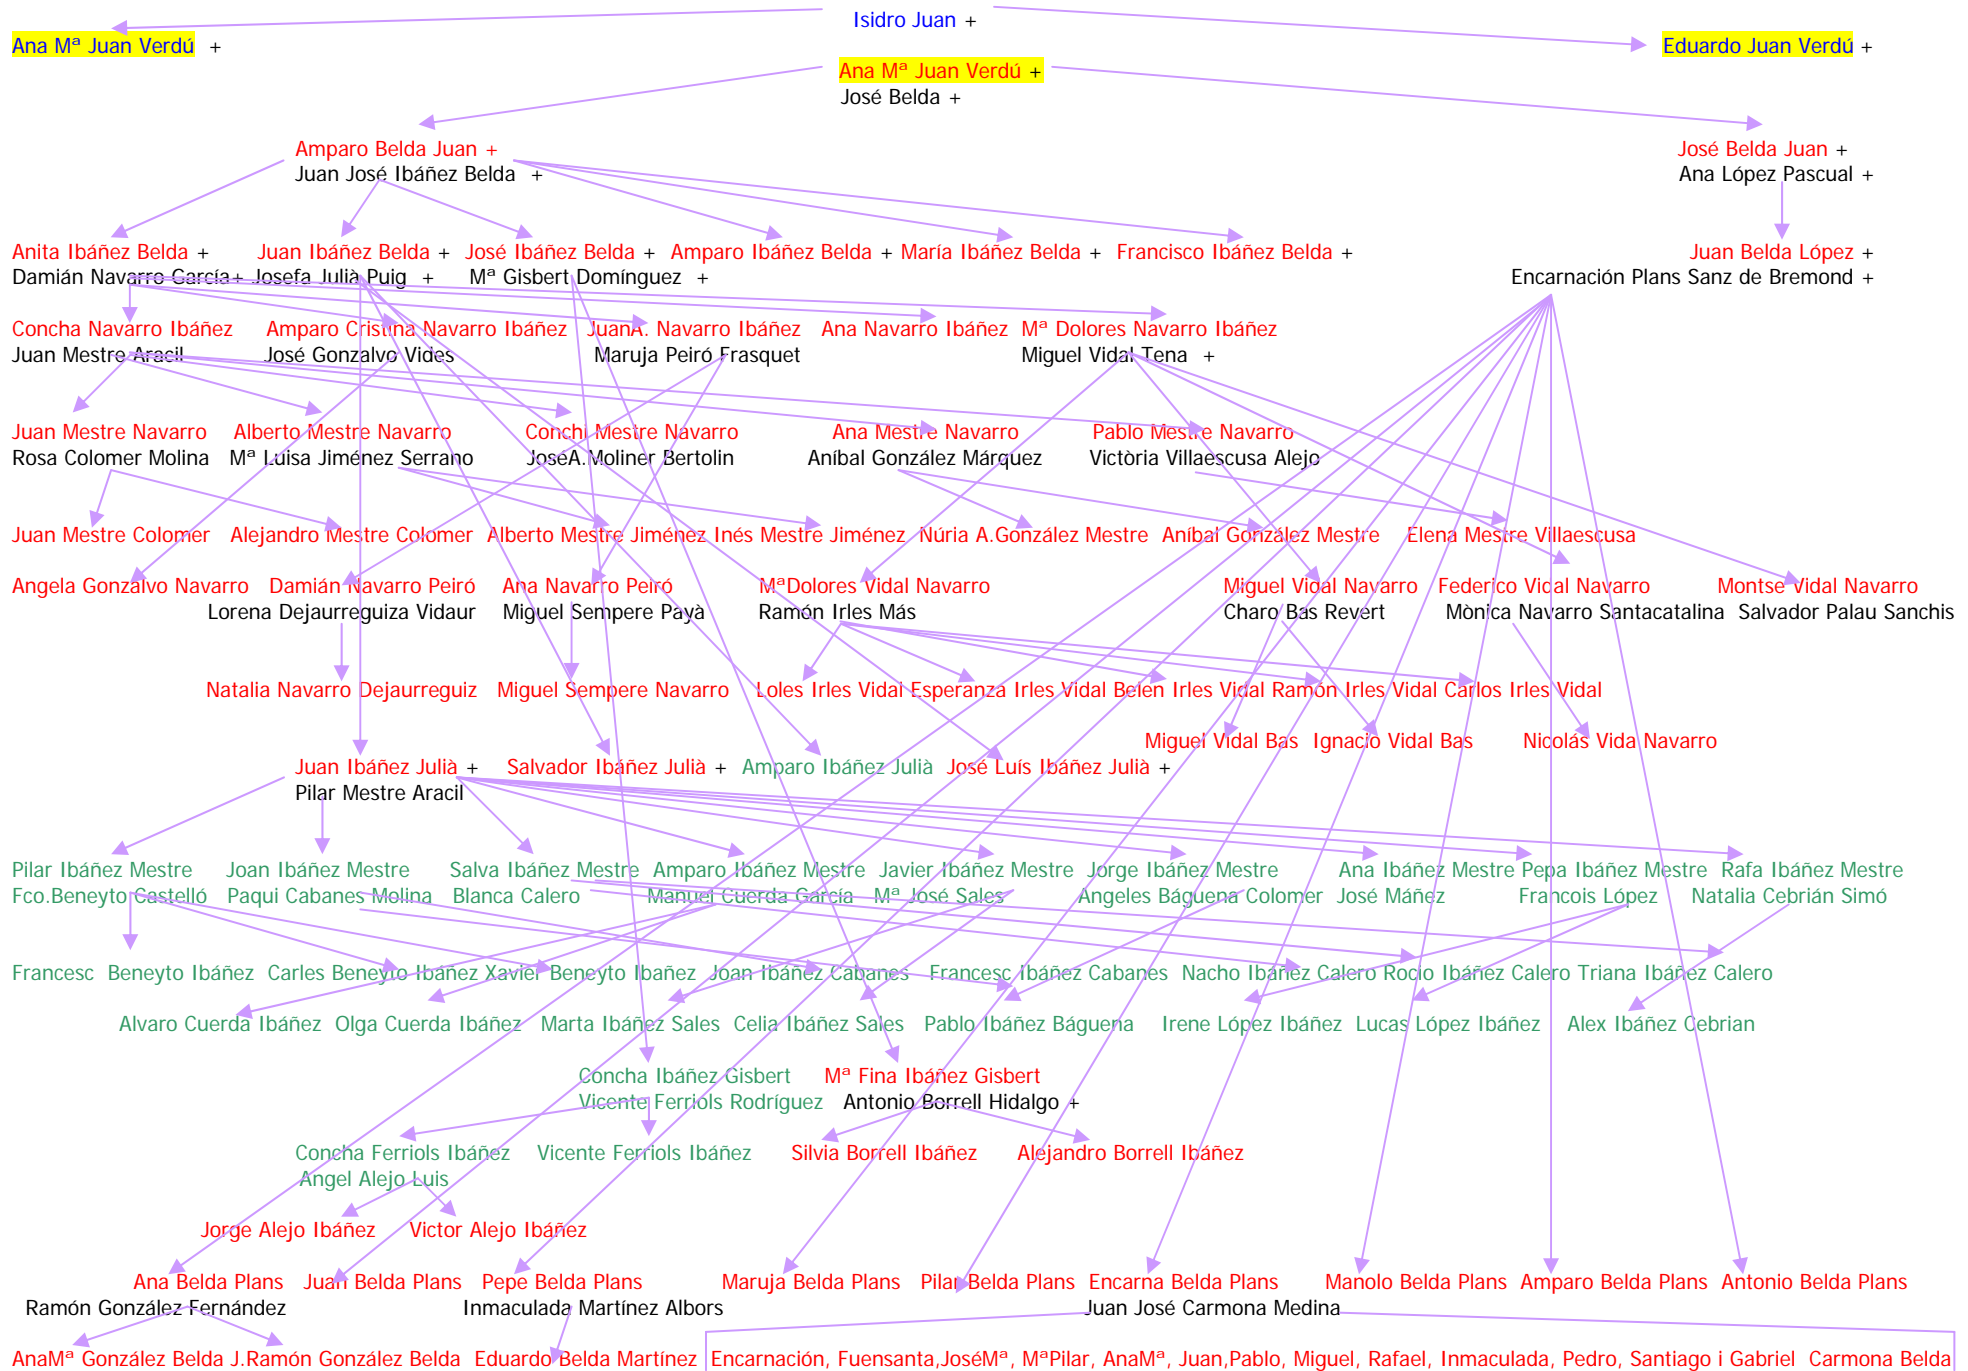 Isidro Juan +
Ana Mª Juan Verdú + Eduardo Juan Verdú +
Ana Mª Juan Verdú +
José Belda +
Amparo Belda Juan + José Belda Juan +
Juan José Ibáñez Belda + Ana López Pascual +
Anita Ibáñez Belda + Juan Ibáñez Belda + José Ibáñez Belda + Amparo Ibáñez Belda + María Ibáñez Belda + Francisco Ibáñez Belda + Juan Belda López +
Damián Navarro García+ Josefa Julià Puig + Mª Gisbert Domínguez + Encarnación Plans Sanz de Bremond +
Concha Navarro Ibáñez Amparo Cristina Navarro Ibáñez JuanA. Navarro Ibáñez Ana Navarro Ibáñez Mª Dolores Navarro Ibáñez
Juan Mestre Aracil José Gonzalvo Vides Maruja Peiró Frasquet Miguel Vidal Tena +
Juan Mestre Navarro Alberto Mestre Navarro Conchi Mestre Navarro Ana Mestre Navarro Pablo Mestre Navarro
Rosa Colomer Molina Mª Luisa Jiménez Serrano JoséA.Moliner Bertolin Aníbal González Márquez Victòria Villaescusa Alejo
Juan Mestre Colomer Alejandro Mestre Colomer Alberto Mestre Jiménez Inés Mestre Jiménez Núria A.González Mestre Aníbal González Mestre Elena Mestre Villaescusa
Angela Gonzalvo Navarro Damián Navarro Peiró Ana Navarro Peiró MªDolores Vidal Navarro Miguel Vidal Navarro Federico Vidal Navarro Montse Vidal Navarro
Lorena Dejaurreguiza Vidaur Miguel Sempere Payà Ramón Irles Más Charo Bas Revert Mònica Navarro Santacatalina Salvador Palau Sanchis
Natalia Navarro Dejaurreguiz Miguel Sempere Navarro Loles Irles Vidal Esperanza Irles Vidal Belén Irles Vidal Ramón Irles Vidal Carlos Irles Vidal
Miguel Vidal Bas Ignacio Vidal Bas Nicolás Vida Navarro
Juan Ibáñez Julià + Salvador Ibáñez Julià + Amparo Ibáñez Julià José Luís Ibáñez Julià +
Pilar Mestre Aracil
Pilar Ibáñez Mestre Joan Ibáñez Mestre Salva Ibáñez Mestre Amparo Ibáñez Mestre Javier Ibáñez Mestre Jorge Ibáñez Mestre Ana Ibáñez Mestre Pepa Ibáñez Mestre Rafa Ibáñez Mestre
Fco.Beneyto Castelló Paqui Cabanes Molina Blanca Calero Manuel Cuerda García Mª José Sales Angeles Báguena Colomer José Máñez Francois López Natalia Cebrián Simó
Francesc Beneyto Ibáñez Carles Beneyto Ibáñez Xavier Beneyto Ibañez Joan Ibáñez Cabanes Francesc Ibáñez Cabanes Nacho Ibáñez Calero Rocio Ibáñez Calero Triana Ibáñez Calero
Alvaro Cuerda Ibáñez Olga Cuerda Ibáñez Marta Ibáñez Sales Celia Ibáñez Sales Pablo Ibáñez Báguena Irene López Ibáñez Lucas López Ibáñez Alex Ibáñez Cebrian
Concha Ibáñez Gisbert Mª Fina Ibáñez Gisbert
Vicente Ferriols Rodríguez Antonio Borrell Hidalgo +
Concha Ferriols Ibáñez Vicente Ferriols Ibáñez Silvia Borrell Ibáñez Alejandro Borrell Ibáñez
Angel Alejo Luis
Jorge Alejo Ibáñez Victor Alejo Ibáñez
Ana Belda Plans Juan Belda Plans Pepe Belda Plans Maruja Belda Plans Pilar Belda Plans Encarna Belda Plans Manolo Belda Plans Amparo Belda Plans Antonio Belda Plans
Ramón González Fernández Inmaculada Martínez Albors Juan José Carmona Medina
AnaMª González Belda J.Ramón González Belda Eduardo Belda Martínez Encarnación, Fuensanta,JoséMª, MªPilar, AnaMª, Juan,Pablo, Miguel, Rafael, Inmaculada, Pedro, Santiago i Gabriel Carmona Belda